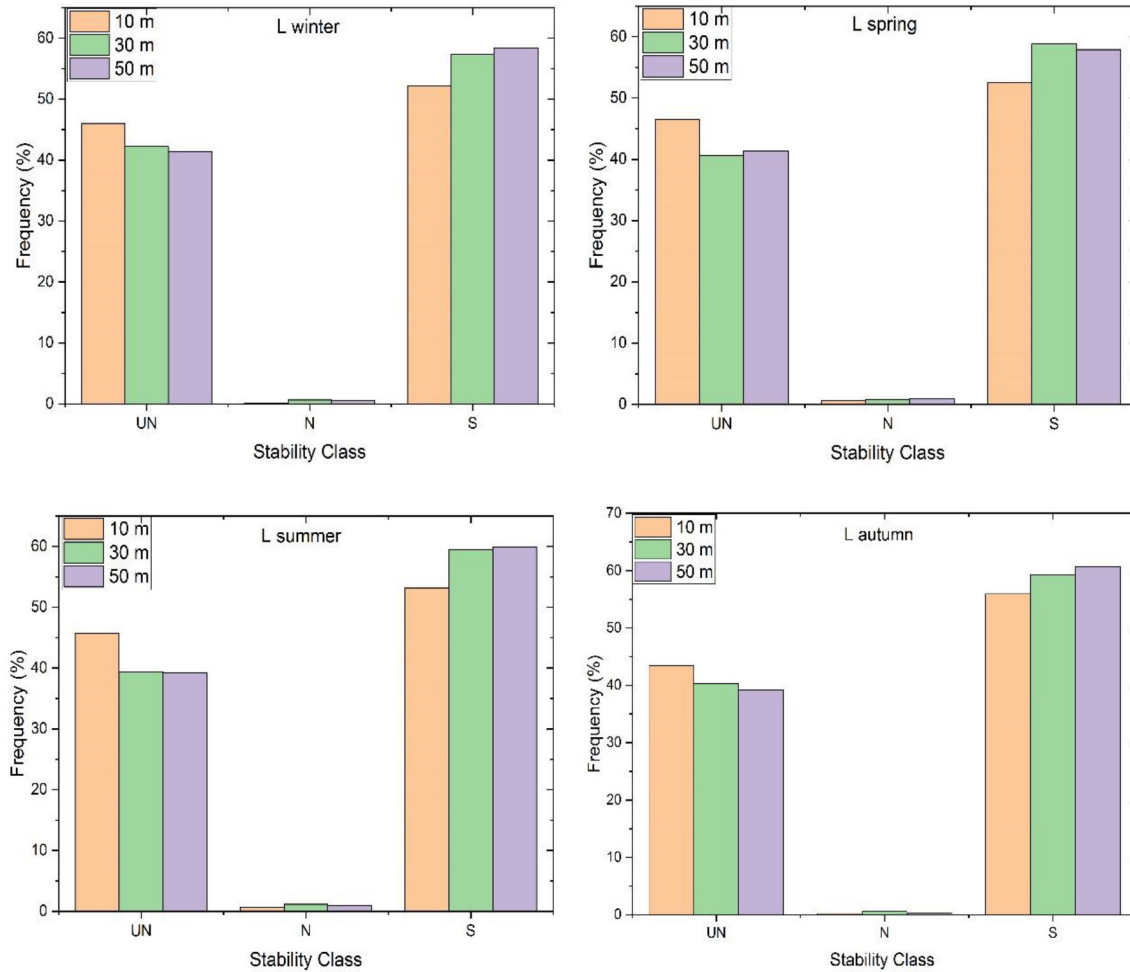 L winter
10 m
30 m
50 m
60
50
40
30
20
10
0
Frequency (%)
UN N S
Stability Class
L spring
10 m
30 m
50 m
60
50
40
30
20
10
0
Frequency (%)
UN N S
Stability Class
L summer
10 m
30 m
50 m
60
50
40
30
20
10
0
Frequency (%)
UN N S
Stability Class
L autumn
10 m
30 m
50 m
70
60
50
40
30
20
10
0
Frequency (%)
UN N S
Stability Class